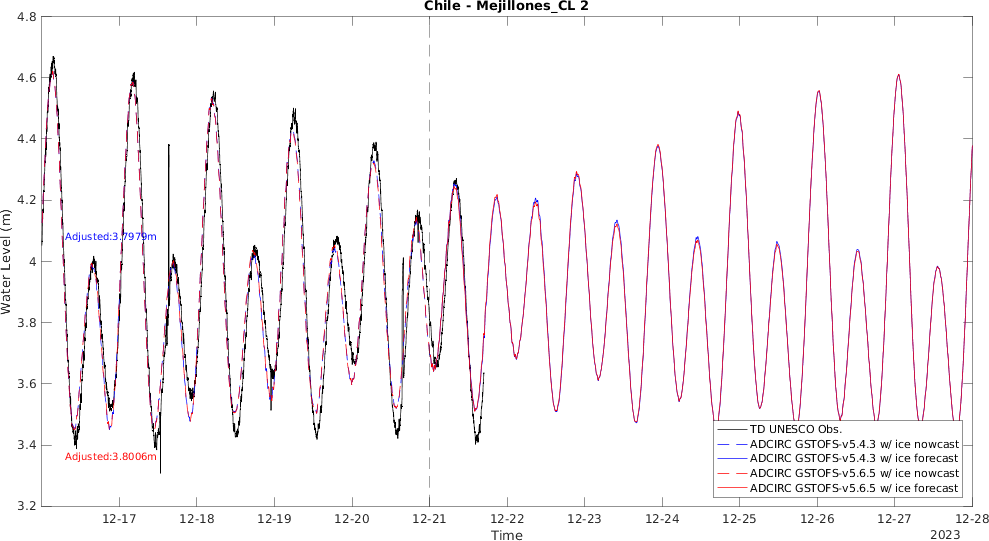 Chile - Mejillones_CL 2
4.8
4.6
4.4
4.2
4
3.8
3.6
3.4
3.2
Water Level (m)
Adjusted:3.7979m
Adjusted:3.8006m
TD UNESCO Obs.
ADCIRC GSTOFS-v5.4.3 w/ ice nowcast
ADCIRC GSTOFS-v5.4.3 w/ ice forecast
ADCIRC GSTOFS-v5.6.5 w/ ice nowcast
ADCIRC GSTOFS-v5.6.5 w/ ice forecast
12-17 12-18 12-19 12-20 12-21 12-22 12-23 12-24 12-25 12-26 12-27 12-28
Time
2023